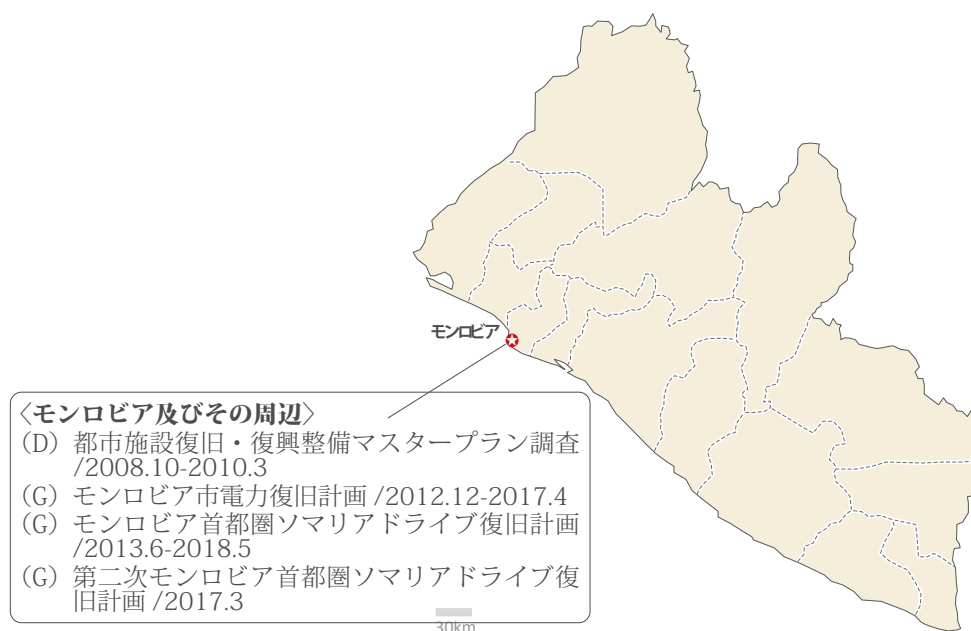 モンロビア
〈モンロビア及びその周辺〉
(D) 都市施設復旧・復興整備マスタープラン調査
/2008.10-2010.3
(G) モンロビア市電力復旧計画 /2012.12-2017.4
(G) モンロビア首都圏ソマリアドライブ復旧計画
/2013.6-2018.5
(G) 第二次モンロビア首都圏ソマリアドライブ復
旧計画 /2017.3
30km